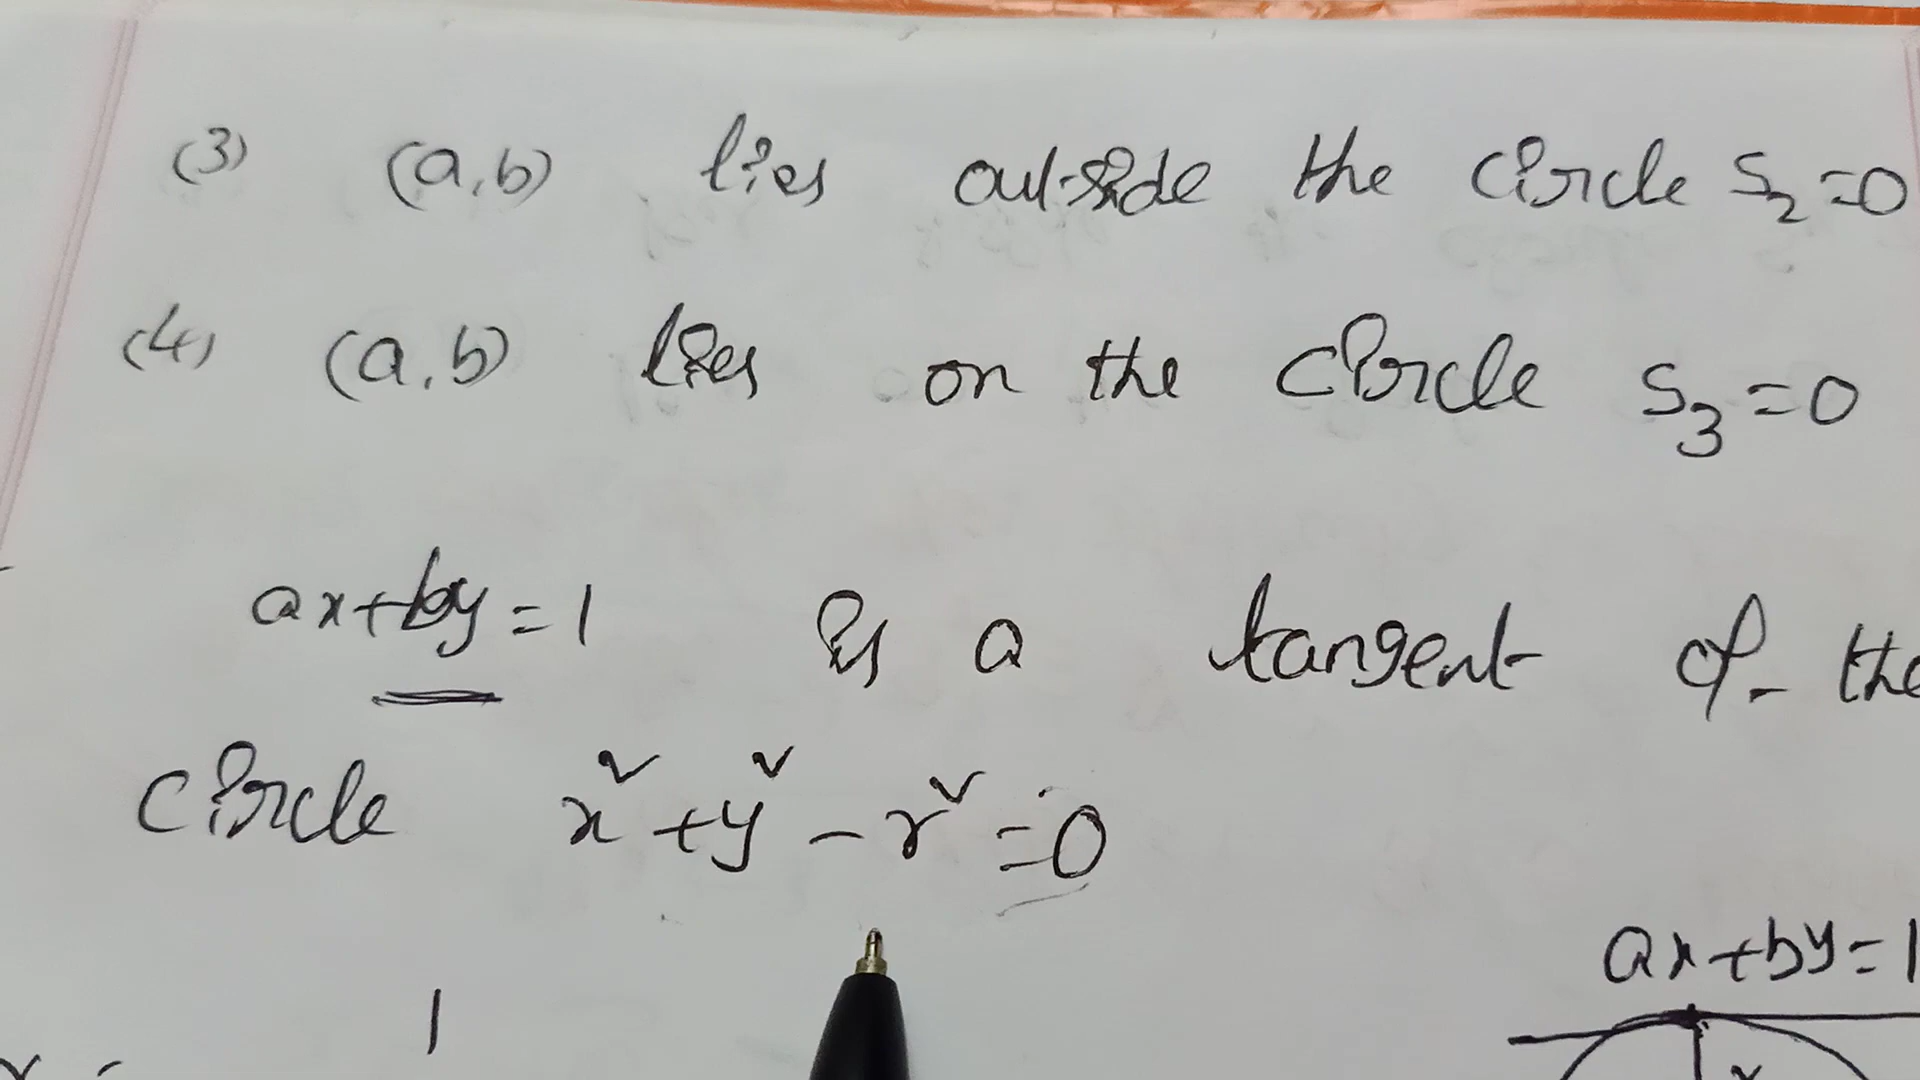 (3) (a,b) lies outside the circle S₂=0
(4) (a,b) lies on the circle S₃=0
ax+by=1 is a tangent of the
circle x²+y²-r²=0
ax+by=1
1
r =
r